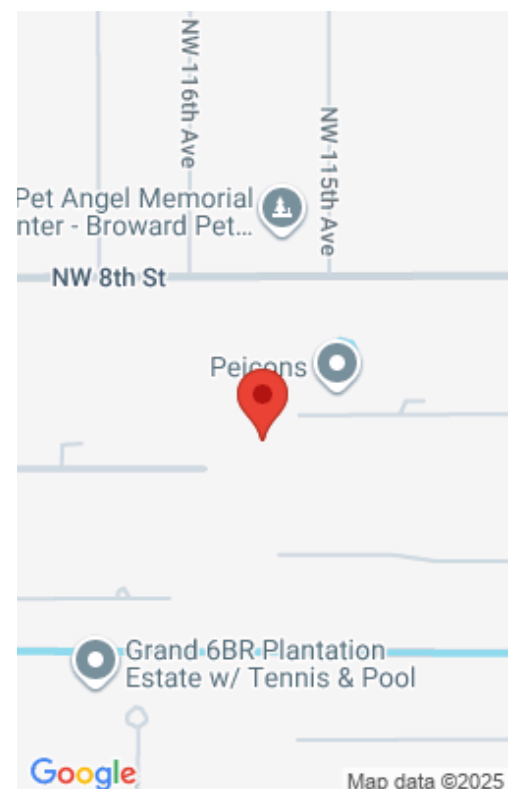 NW 116th Ave
NW 115th Ave
Pet Angel Memorial
nter - Broward Pet...
NW 8th St
Peicons
Grand 6BR Plantation
Estate w/ Tennis & Pool
Google
Map data ©2025